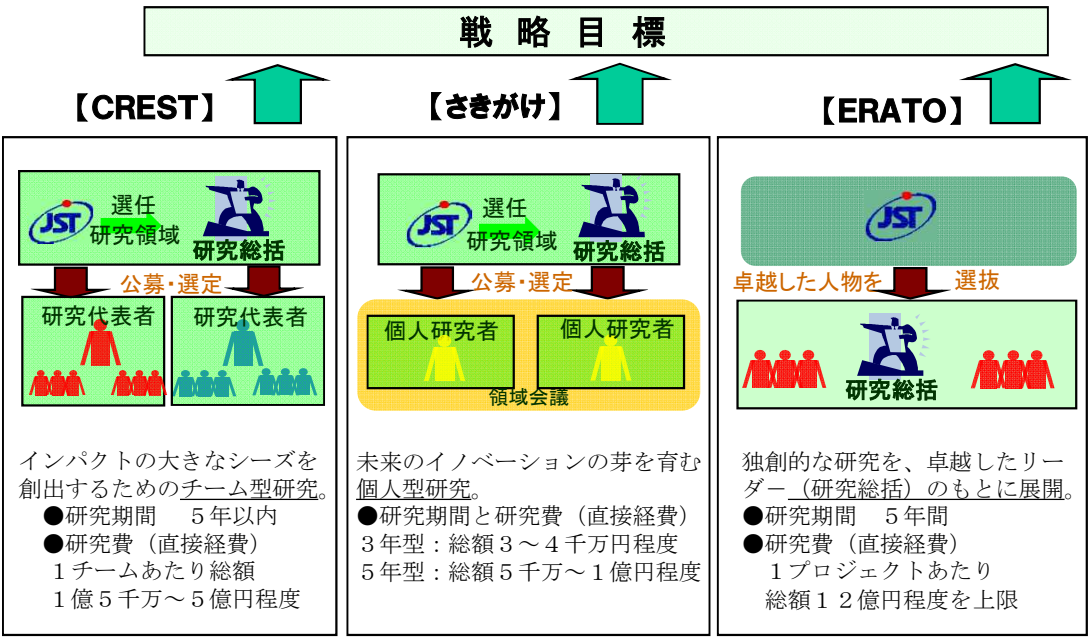 戦略目標
【CREST】
【さきがけ】
【ERATO】
JST
選任
研究領域
研究総括
公募・選定
研究代表者
研究代表者
インパクトの大きなシーズを
創出するためのチーム型研究。
●研究期間　５年以内
●研究費（直接経費）
１チームあたり総額
１億５千万～５億円程度
JST
選任
研究領域
研究総括
公募・選定
個人研究者
個人研究者
領域会議
未来のイノベーションの芽を育む
個人型研究。
●研究期間と研究費（直接経費）
３年型：総額３～４千万円程度
５年型：総額５千万～１億円程度
JST
卓越した人物を　選抜
研究総括
独創的な研究を、卓越したリー
ダー（研究総括）のもとに展開。
●研究期間　５年間
●研究費（直接経費）
１プロジェクトあたり
総額１２億円程度を上限